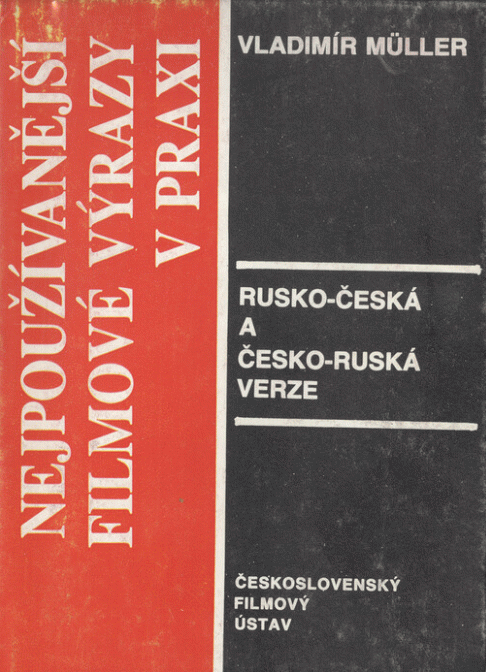 NEJPOUŽÍVANĚJŠÍ
FILMOVÉ VÝRAZY
V PRAXI
VLADIMÍR MÜLLER
RUSKO-ČESKÁ
A
ČESKO-RUSKÁ
VERZE
ČESKOSLOVENSKÝ
FILMOVÝ
ÚSTAV